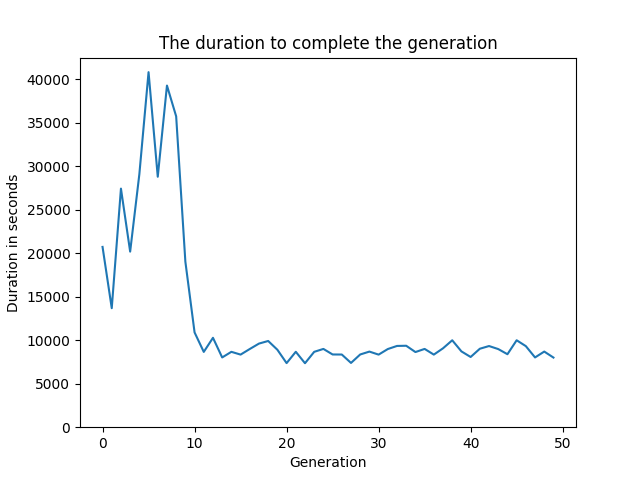 The duration to complete the generation
40000
35000
30000
25000
20000
15000
10000
5000
0
Duration in seconds
0 10 20 30 40 50
Generation